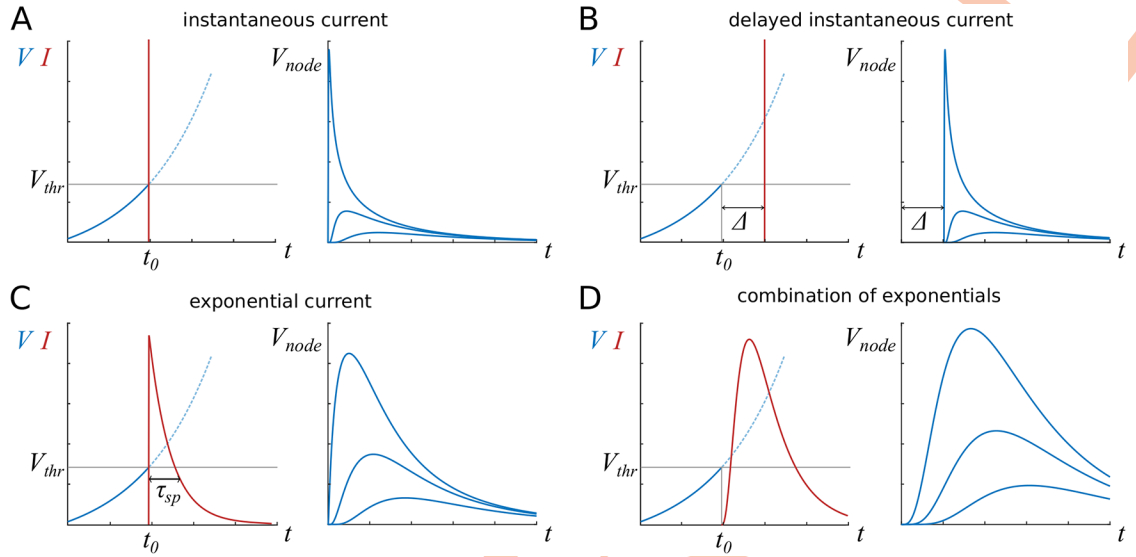 A
instantaneous current
V I
V_node
V_thr
t_0
t
t
B
delayed instantaneous current
V I
V_node
V_thr
Δ
Δ
t_0
t
t
C
exponential current
V I
V_node
V_thr
τ_sp
t_0
t
t
D
combination of exponentials
V I
V_node
V_thr
t_0
t
t